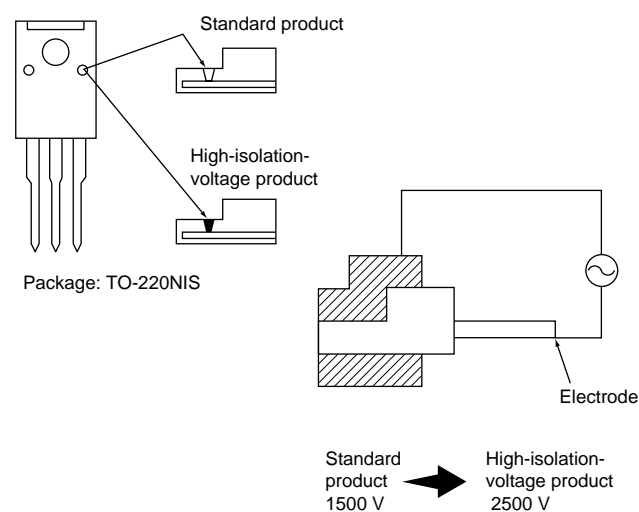 Standard product
High-isolation-
voltage product
Package: TO-220NIS
Electrode
Standard
product
1500 V
High-isolation-
voltage product
2500 V